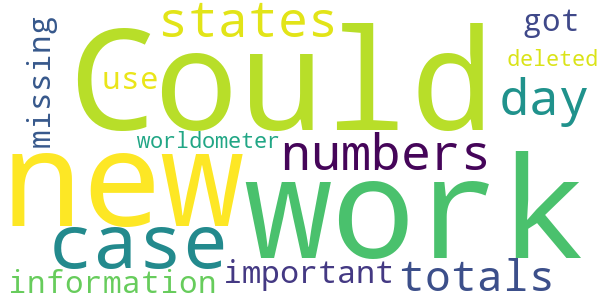 states
got
Could
missing
use
deleted
day
worldometer
numbers
new
work
case
information
important
totals